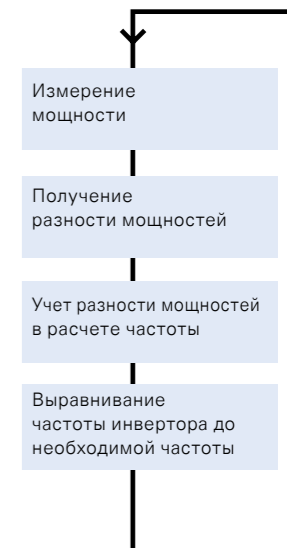 Измерение
мощности
Получение
разности мощностей
Учет разности мощностей
в расчете частоты
Выравнивание
частоты инвертора до
необходимой частоты